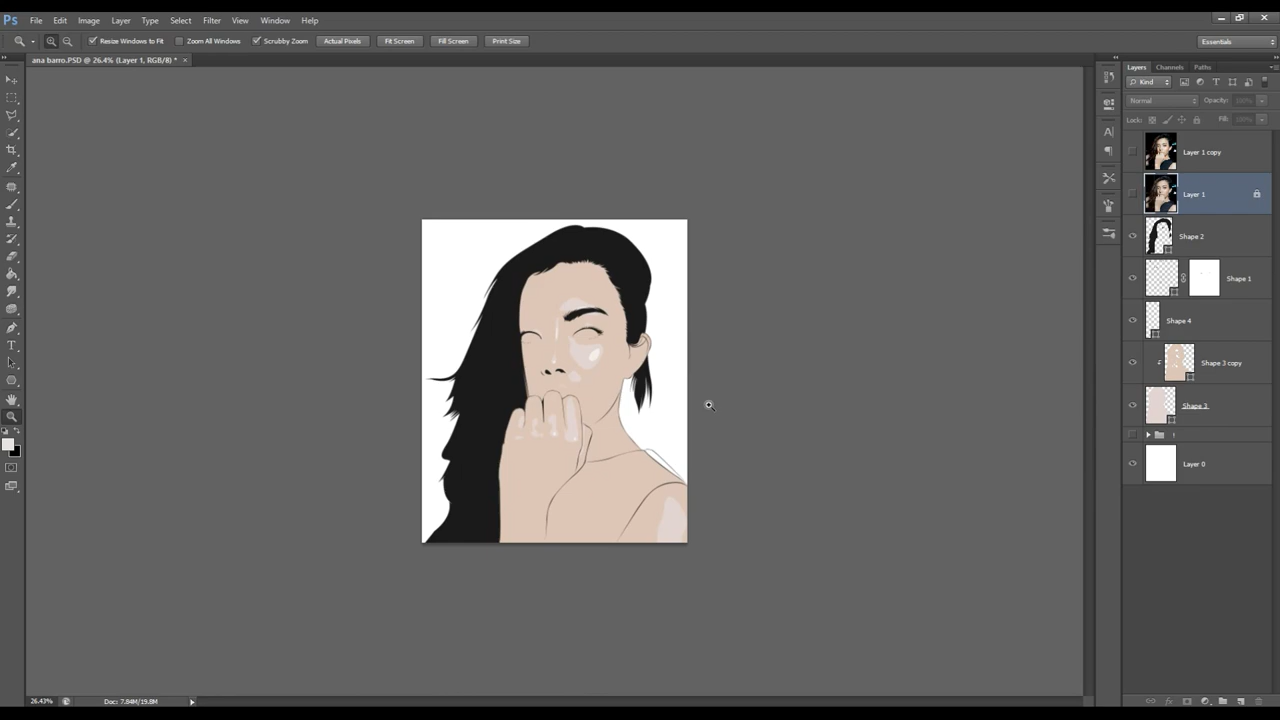 Ps File Edit Image Layer Type Select Filter View Window Help
Resize Windows to Fit Zoom All Windows Scrubby Zoom Actual Pixels Fit Screen Fill Screen Print Size Essentials
ana barro.PSD @ 26.4% (Layer 1, RGB/8) *
Layers Channels Paths
Kind
Normal Opacity: 100%
Lock: Fill: 100%
Layer 1 copy
Layer 1
Shape 2
Shape 1
Shape 4
Shape 3 copy
Shape 3
Layer 0
26.43% Doc: 7.84M/19.8M